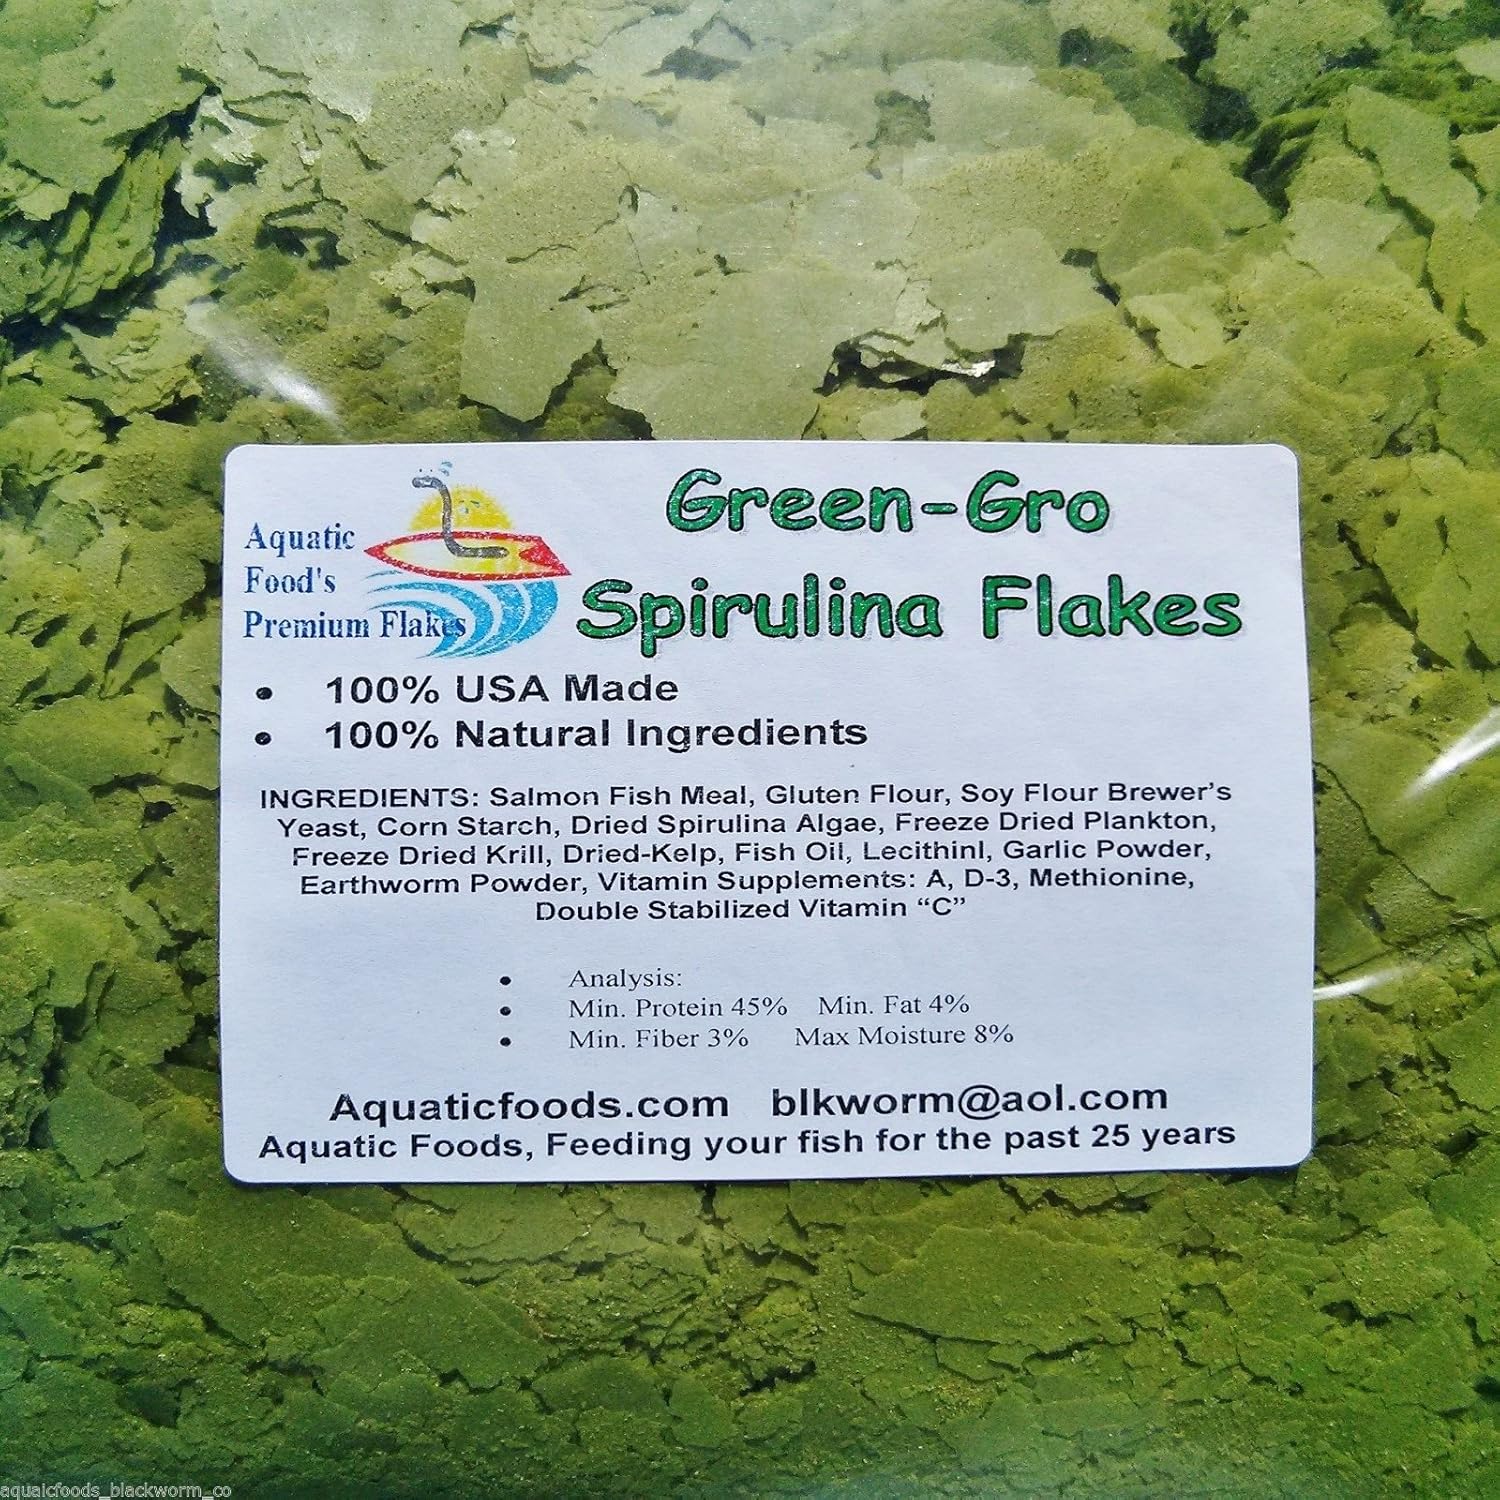 Aquatic
Food's
Premium Flakes
Green-Gro
Spirulina Flakes
• 100% USA Made
• 100% Natural Ingredients
INGREDIENTS: Salmon Fish Meal, Gluten Flour, Soy Flour Brewer's
Yeast, Corn Starch, Dried Spirulina Algae, Freeze Dried Plankton,
Freeze Dried Krill, Dried-Kelp, Fish Oil, Lecithinl, Garlic Powder,
Earthworm Powder, Vitamin Supplements: A, D-3, Methionine,
Double Stabilized Vitamin “C”
• Analysis:
• Min. Protein 45% Min. Fat 4%
• Min. Fiber 3% Max Moisture 8%
Aquaticfoods.com blkworm@aol.com
Aquatic Foods, Feeding your fish for the past 25 years
aquaicfoods_blackworm_co